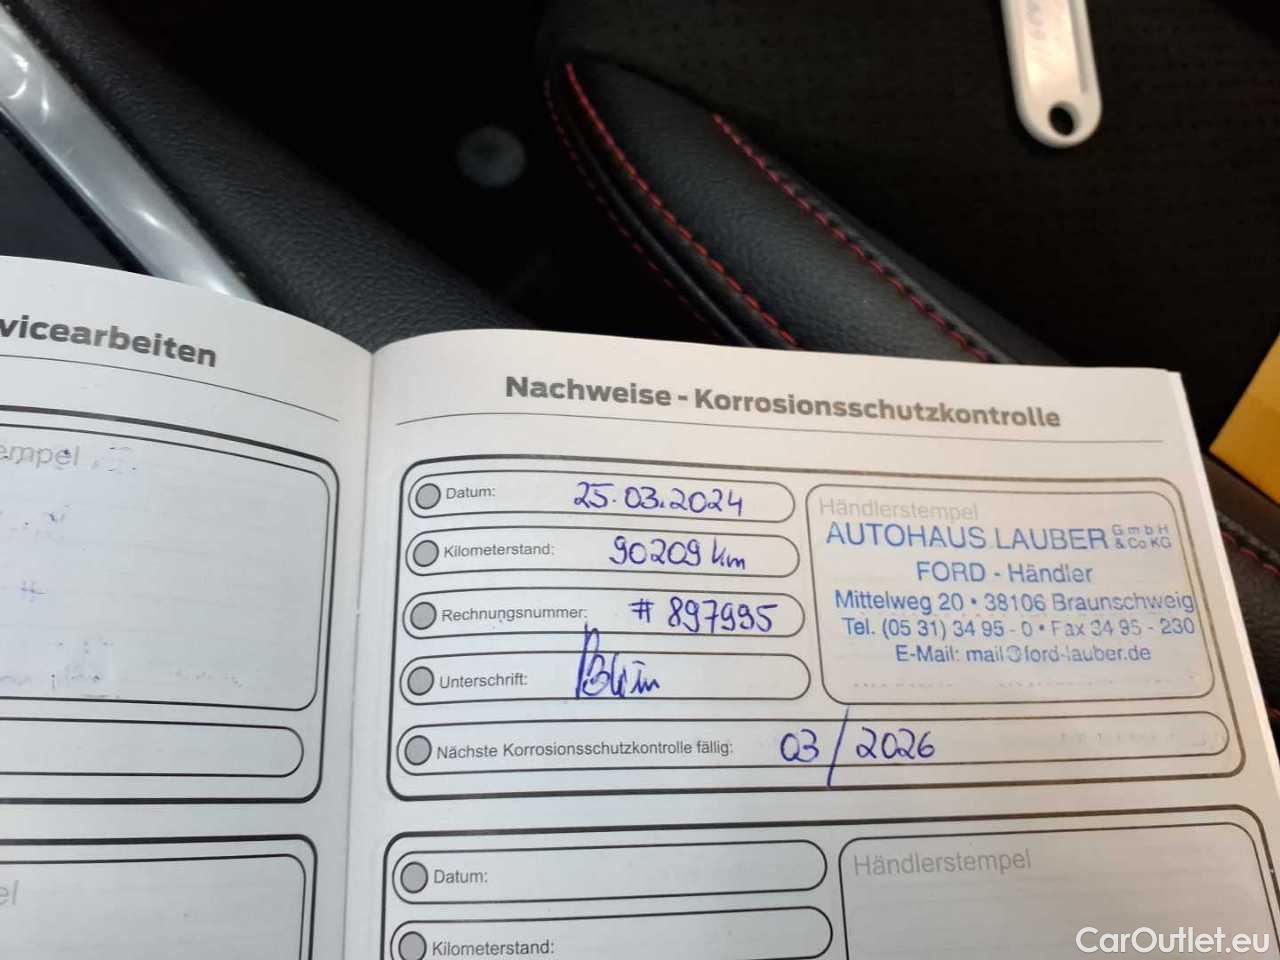 vicearbeiten
empel
Nachweise - Korrosionsschutzkontrolle
Datum: 25.03.2024
Kilometerstand: 90209 km
Rechnungsnummer: # 897995
Unterschrift:
Händlerstempel
AUTOHAUS LAUBER GmbH & Co KG
FORD - Händler
Mittelweg 20 • 38106 Braunschweig
Tel. (05 31) 34 95 - 0 • Fax 34 95 - 230
E-Mail: mail@ford-lauber.de
Nächste Korrosionsschutzkontrolle fällig: 03/2026
el
Datum:
Händlerstempel
Kilometerstand:
CarOutlet.eu